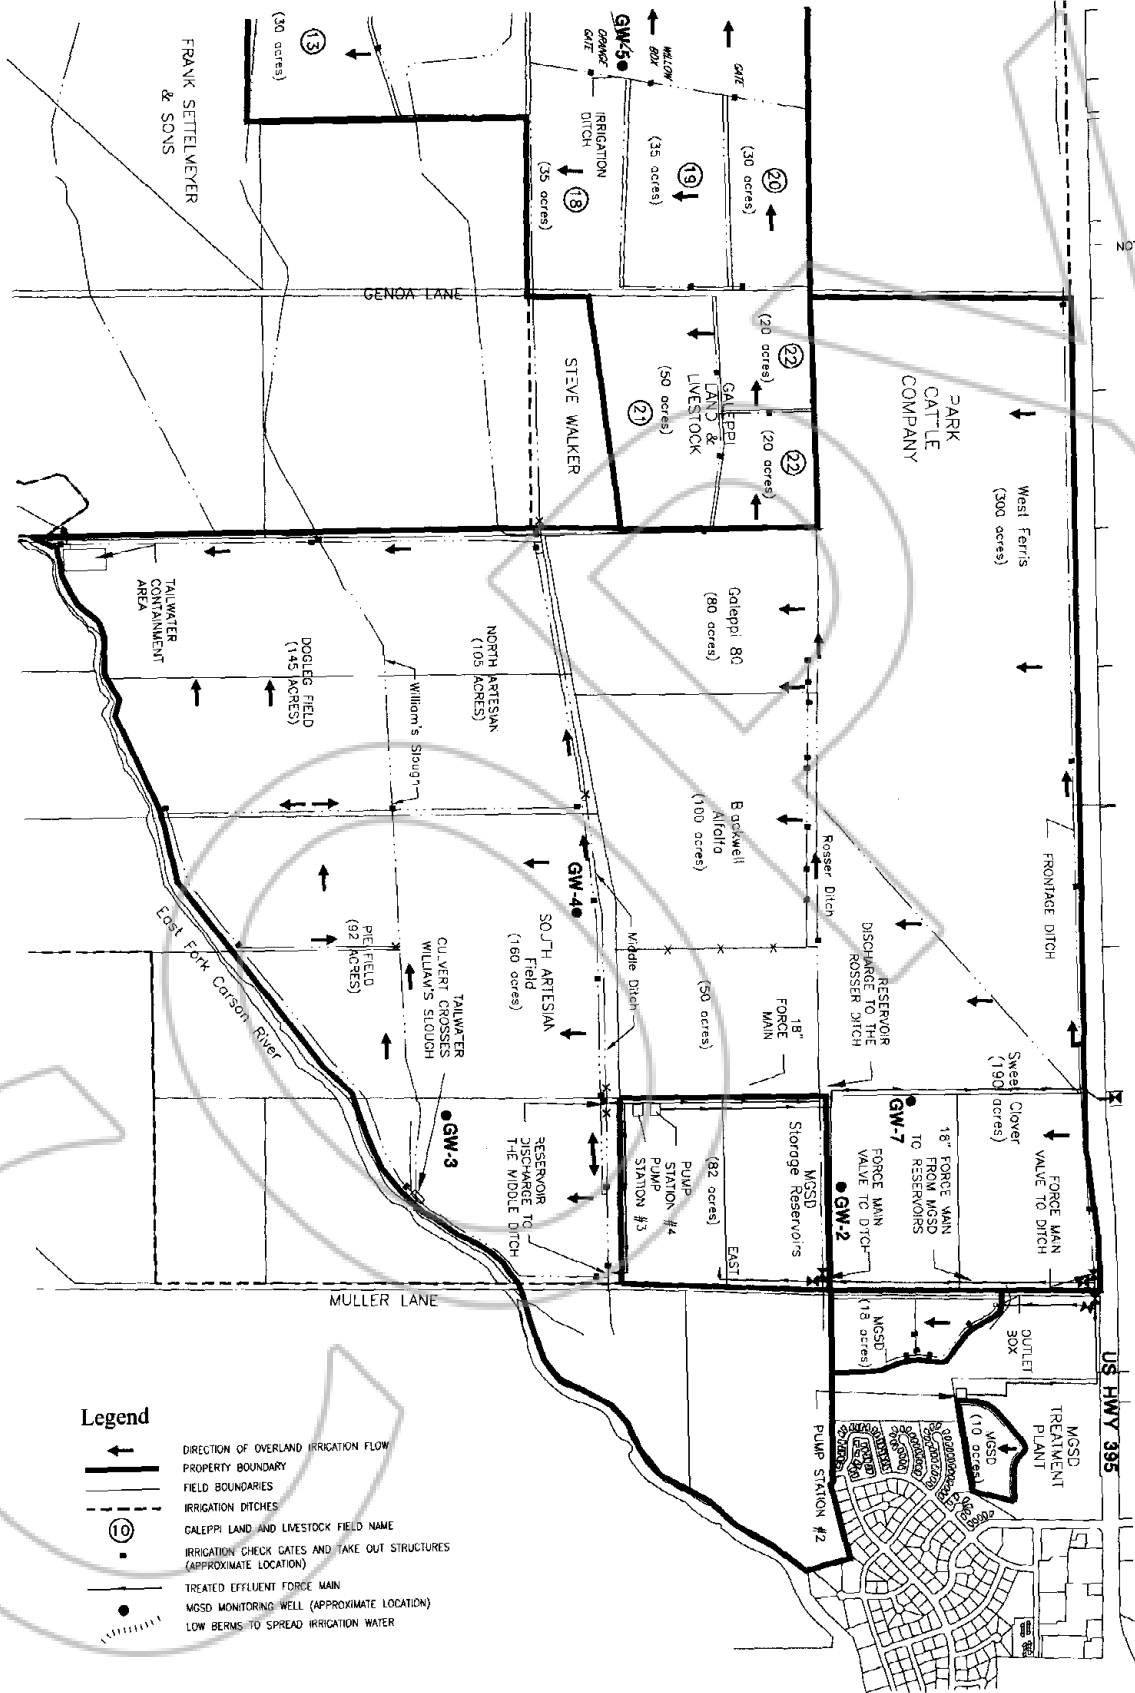 FRANK SETTELMEYER
& SONS
13
(30 acres)
GW-5
ORANGE
GATE
WILLOW
BOX
GATE
IRRIGATION
DITCH
18
(35 acres)
19
(35 acres)
20
(30 acres)
GENOA LANE
STEVE WALKER
21
(50 acres)
GALEPPI
LAND &
LIVESTOCK
22
(20 acres)
22
(20 acres)
PARK
CATTLE
COMPANY
West Ferris
(300 acres)
TAILWATER
CONTAINMENT
AREA
DOGLEG FIELD
(145 ACRES)
NORTH ARTESIAN
(105 ACRES)
William's Slough
Galeppi 80
(80 acres)
Backwell
Alfalfa
(100 acres)
Rosser Ditch
FRONTAGE DITCH
GW-4
East Fork Carson River
PIE FIELD
(92 ACRES)
TAILWATER
CULVERT CROSSES
WILLIAM'S SLOUGH
SOUTH ARTESIAN
Field
(160 acres)
Middle Ditch
(50 acres)
18"
FORCE
MAIN
RESERVOIR
DISCHARGE TO THE
ROSSER DITCH
Sweet Clover
(190 acres)
GW-3
RESERVOIR
DISCHARGE TO
THE MIDDLE DITCH
PUMP
STATION #3
PUMP
STATION #4
(82 acres)
MGSD
Storage Reservoirs
EAST
GW-2
GW-7
FORCE MAIN
VALVE TO DITCH
18" FORCE MAIN
FROM MGSD
TO RESERVOIRS
FORCE MAIN
VALVE TO DITCH
MULLER LANE
MGSD
(18 acres)
OUTLET
BOX
US HWY 395
MGSD
TREATMENT
PLANT
MGSD
(10 acres)
PUMP STATION #2
Legend
DIRECTION OF OVERLAND IRRIGATION FLOW
PROPERTY BOUNDARY
FIELD BOUNDARIES
IRRIGATION DITCHES
10
GALEPPI LAND AND LIVESTOCK FIELD NAME
IRRIGATION CHECK GATES AND TAKE OUT STRUCTURES
(APPROXIMATE LOCATION)
TREATED EFFLUENT FORCE MAIN
MGSD MONITORING WELL (APPROXIMATE LOCATION)
LOW BERMS TO SPREAD IRRIGATION WATER